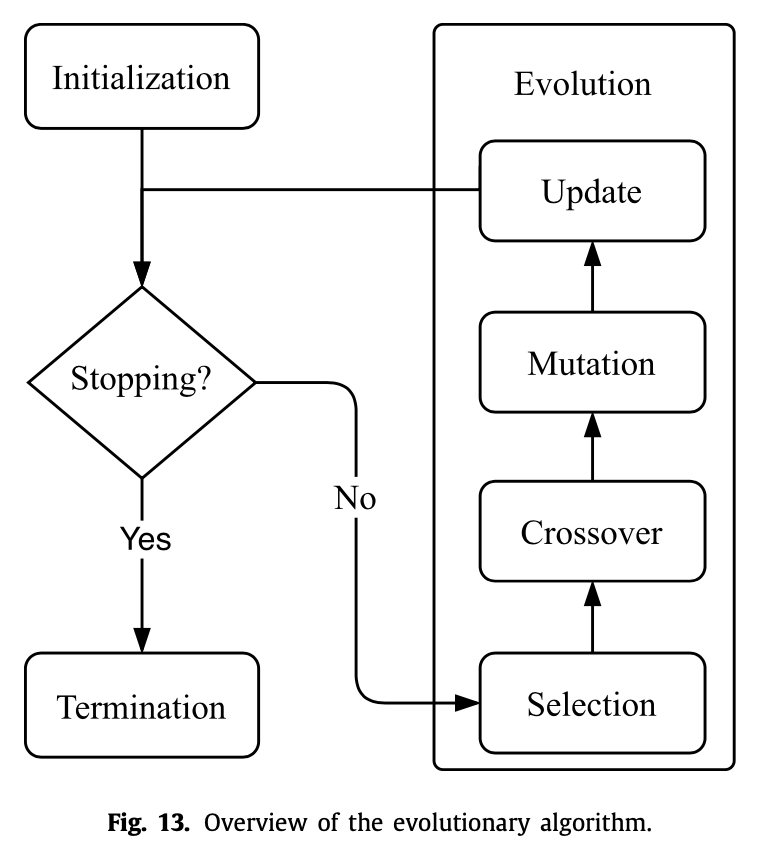 Initialization
Evolution
Update
Stopping?
Mutation
No
Crossover
Yes
Termination
Selection
Fig. 13. Overview of the evolutionary algorithm.